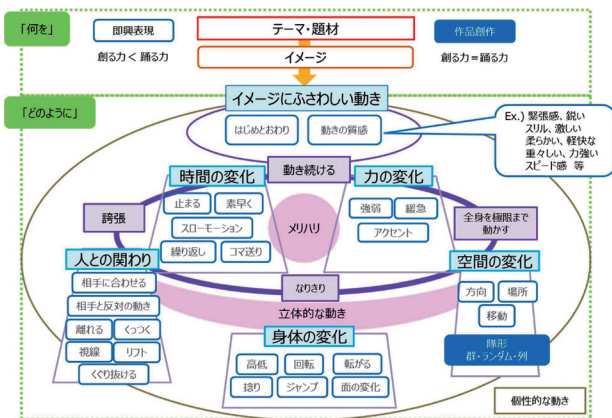 「何を」
即興表現
創る力＜踊る力
テーマ・題材
イメージ
作品創作
創る力＝踊る力
「どのように」
イメージにふさわしい動き
はじめとおわり
動きの質感
Ex.) 緊張感、鋭い
スリル、激しい
柔らかい、軽快な
重々しい、力強い
スピード感 等
動き続ける
時間の変化
止まる
素早く
スローモーション
繰り返し
コマ送り
力の変化
強弱
緩急
アクセント
誇張
メリハリ
全身を極限まで
動かす
人との関わり
相手に合わせる
相手と反対の動き
離れる
くっつく
視線
リフト
くぐり抜ける
なりきり
立体的な動き
空間の変化
方向
場所
移動
隊形
群・ランダム・列
身体の変化
高低
回転
転がる
捻り
ジャンプ
面の変化
個性的な動き